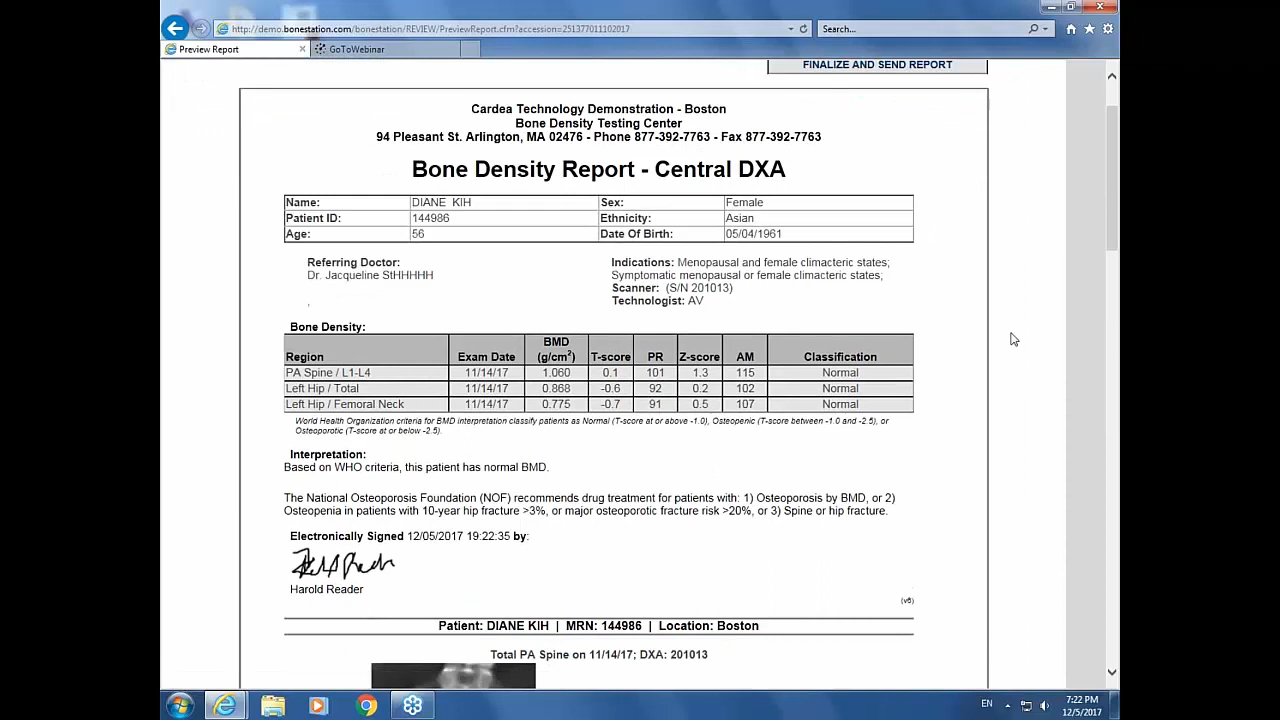 http://demo.bonestation.com/bonestation/REVIEW/PreviewReport.cfm?accession=251377011102017
Search...
Preview Report
GoToWebinar
FINALIZE AND SEND REPORT
Cardea Technology Demonstration - Boston
Bone Density Testing Center
94 Pleasant St. Arlington, MA 02476 - Phone 877-392-7763 - Fax 877-392-7763
Bone Density Report - Central DXA
Name: DIANE KIH Sex: Female
Patient ID: 144986 Ethnicity: Asian
Age: 56 Date Of Birth: 05/04/1961
Referring Doctor:
Dr. Jacqueline StHHHHH
,
Indications: Menopausal and female climacteric states;
Symptomatic menopausal or female climacteric states;
Scanner: (S/N 201013)
Technologist: AV
Bone Density:
Region Exam Date BMD (g/cm²) T-score PR Z-score AM Classification
PA Spine / L1-L4 11/14/17 1.060 0.1 101 1.3 115 Normal
Left Hip / Total 11/14/17 0.868 -0.6 92 0.2 102 Normal
Left Hip / Femoral Neck 11/14/17 0.775 -0.7 91 0.5 107 Normal
World Health Organization criteria for BMD interpretation classify patients as Normal (T-score at or above -1.0), Osteopenic (T-score between -1.0 and -2.5), or
Osteoporotic (T-score at or below -2.5).
Interpretation:
Based on WHO criteria, this patient has normal BMD.
The National Osteoporosis Foundation (NOF) recommends drug treatment for patients with: 1) Osteoporosis by BMD, or 2)
Osteopenia in patients with 10-year hip fracture >3%, or major osteoporotic fracture risk >20%, or 3) Spine or hip fracture.
Electronically Signed 12/05/2017 19:22:35 by:
Harold Reader
(v6)
Patient: DIANE KIH | MRN: 144986 | Location: Boston
Total PA Spine on 11/14/17; DXA: 201013
EN
7:22 PM
12/5/2017